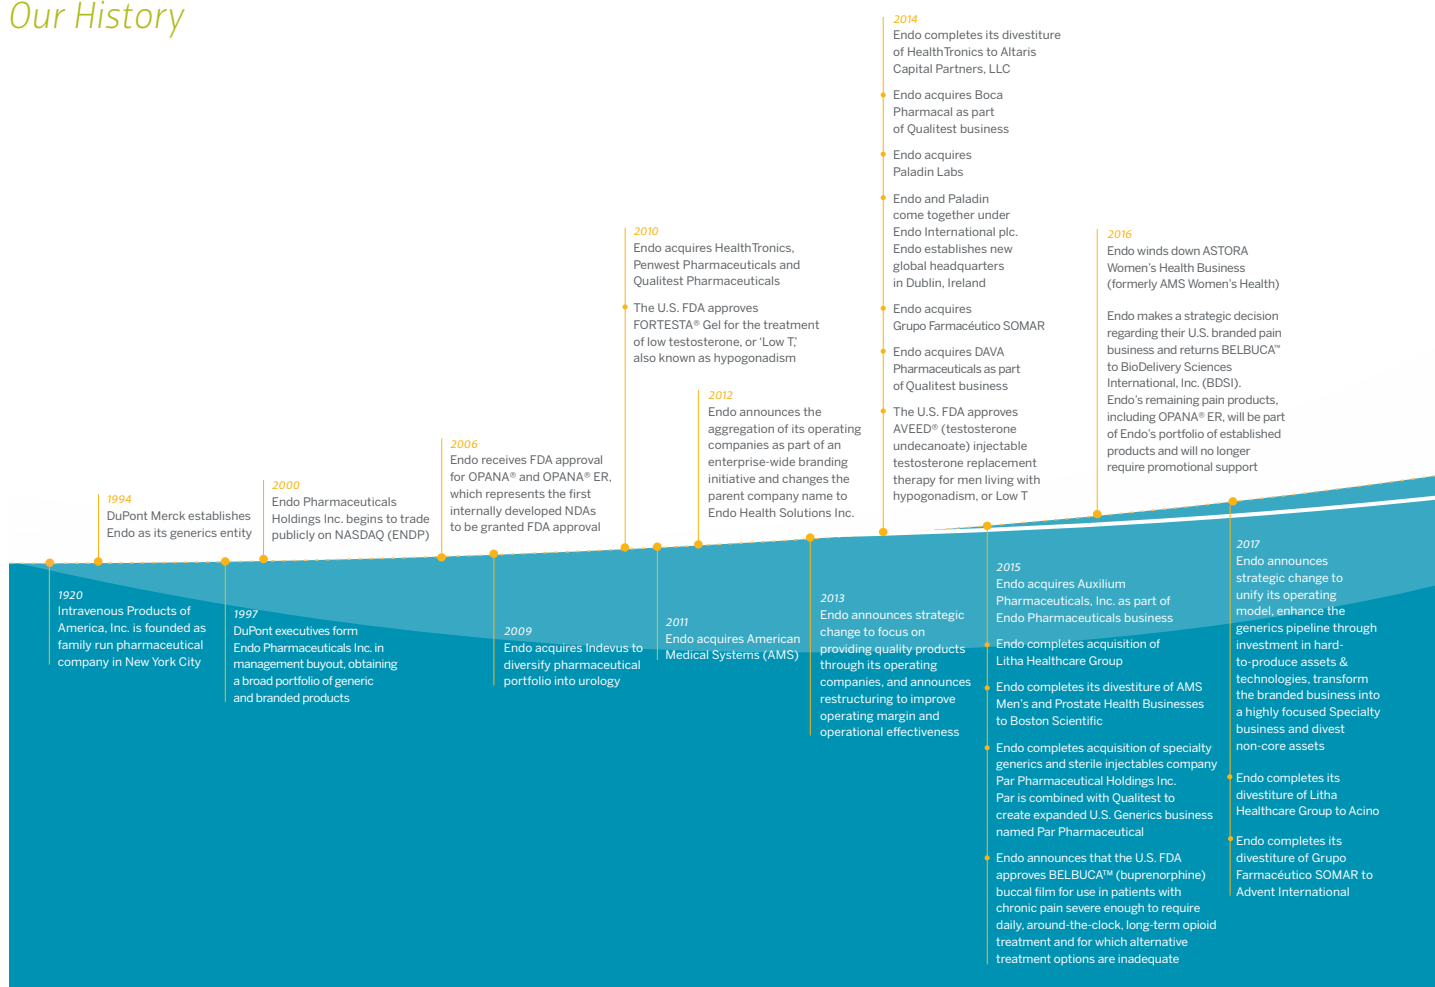 Our History
1920
Intravenous Products of
America, Inc. is founded as
family run pharmaceutical
company in New York City
1994
DuPont Merck establishes
Endo as its generics entity
1997
DuPont executives form
Endo Pharmaceuticals Inc. in
management buyout, obtaining
a broad portfolio of generic
and branded products
2000
Endo Pharmaceuticals
Holdings Inc. begins to trade
publicly on NASDAQ (ENDP)
2006
Endo receives FDA approval
for OPANA® and OPANA® ER,
which represents the first
internally developed NDAs
to be granted FDA approval
2009
Endo acquires Indevus to
diversify pharmaceutical
portfolio into urology
2010
Endo acquires HealthTronics,
Penwest Pharmaceuticals and
Qualitest Pharmaceuticals
The U.S. FDA approves
FORTESTA® Gel for the treatment
of low testosterone, or ‘Low T,’
also known as hypogonadism
2011
Endo acquires American
Medical Systems (AMS)
2012
Endo announces the
aggregation of its operating
companies as part of an
enterprise-wide branding
initiative and changes the
parent company name to
Endo Health Solutions Inc.
2013
Endo announces strategic
change to focus on
providing quality products
through its operating
companies, and announces
restructuring to improve
operating margin and
operational effectiveness
2014
Endo completes its divestiture
of HealthTronics to Altaris
Capital Partners, LLC
Endo acquires Boca
Pharmacal as part
of Qualitest business
Endo acquires
Paladin Labs
Endo and Paladin
come together under
Endo International plc.
Endo establishes new
global headquarters
in Dublin, Ireland
Endo acquires
Grupo Farmacéutico SOMAR
Endo acquires DAVA
Pharmaceuticals as part
of Qualitest business
The U.S. FDA approves
AVEED® (testosterone
undecanoate) injectable
testosterone replacement
therapy for men living with
hypogonadism, or Low T
2015
Endo acquires Auxilium
Pharmaceuticals, Inc. as part of
Endo Pharmaceuticals business
Endo completes acquisition of
Litha Healthcare Group
Endo completes its divestiture of AMS
Men's and Prostate Health Businesses
to Boston Scientific
Endo completes acquisition of specialty
generics and sterile injectables company
Par Pharmaceutical Holdings Inc.
Par is combined with Qualitest to
create expanded U.S. Generics business
named Par Pharmaceutical
Endo announces that the U.S. FDA
approves BELBUCA™ (buprenorphine)
buccal film for use in patients with
chronic pain severe enough to require
daily, around-the-clock, long-term opioid
treatment and for which alternative
treatment options are inadequate
2016
Endo winds down ASTORA
Women's Health Business
(formerly AMS Women's Health)
Endo makes a strategic decision
regarding their U.S. branded pain
business and returns BELBUCA™
to BioDelivery Sciences
International, Inc. (BDSI).
Endo's remaining pain products,
including OPANA® ER, will be part
of Endo's portfolio of established
products and will no longer
require promotional support
2017
Endo announces
strategic change to
unify its operating
model, enhance the
generics pipeline through
investment in hard-
to-produce assets &
technologies, transform
the branded business into
a highly focused Specialty
business and divest
non-core assets
Endo completes its
divestiture of Litha
Healthcare Group to Acino
Endo completes its
divestiture of Grupo
Farmacéutico SOMAR to
Advent International